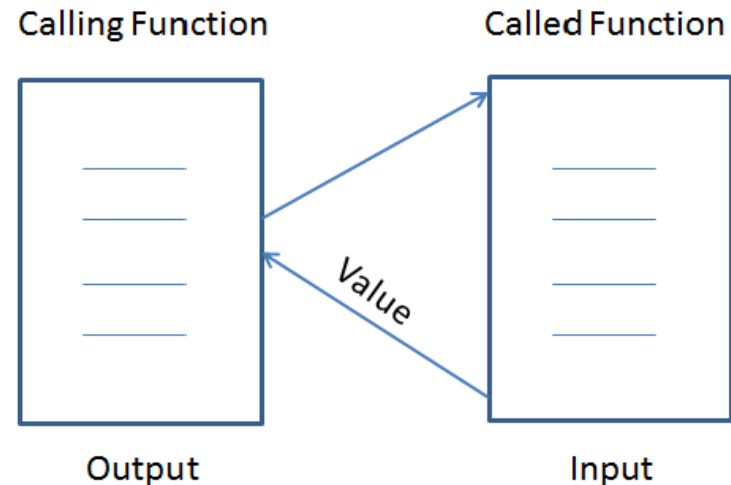 Calling Function
Called Function
Value
Output
Input